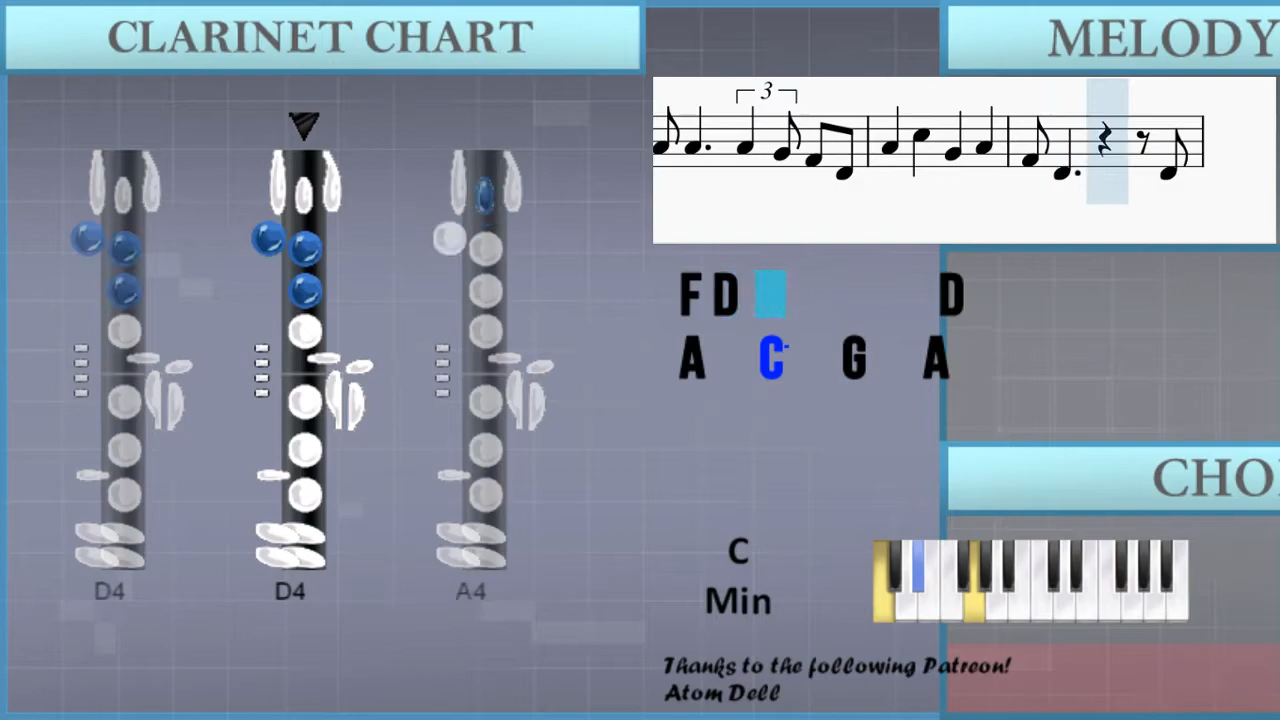 CLARINET CHART
MELODY
3
F D D
A C- G A
CHO
D4 D4 A4
C
Min
Thanks to the following Patreon!
Atom Dell